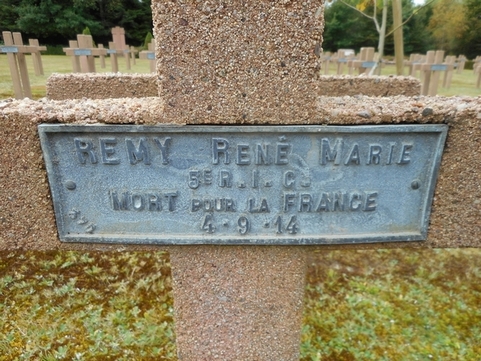 REMY RENÉ MARIE
5E R.I.C.
MORT POUR LA FRANCE
4-9-14